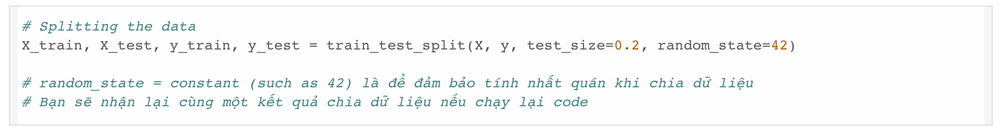 # Splitting the data
X_train, X_test, y_train, y_test = train_test_split(X, y, test_size=0.2, random_state=42)
# random_state = constant (such as 42) là để đảm bảo tính nhất quán khi chia dữ liệu
# Bạn sẽ nhận lại cùng một kết quả chia dữ liệu nếu chạy lại code